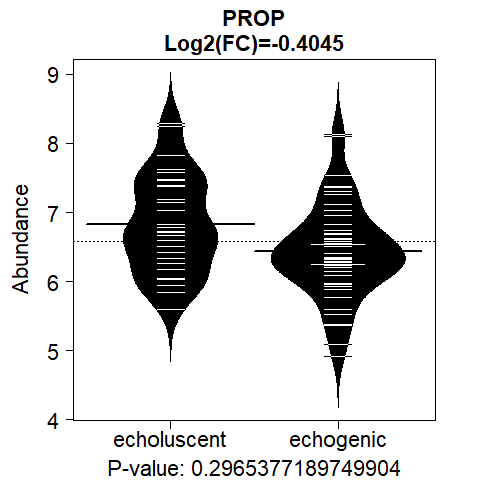 PROP
Log2(FC)=-0.4045
Abundance
9
8
7
6
5
4
echoluscent echogenic
P-value: 0.2965377189749904